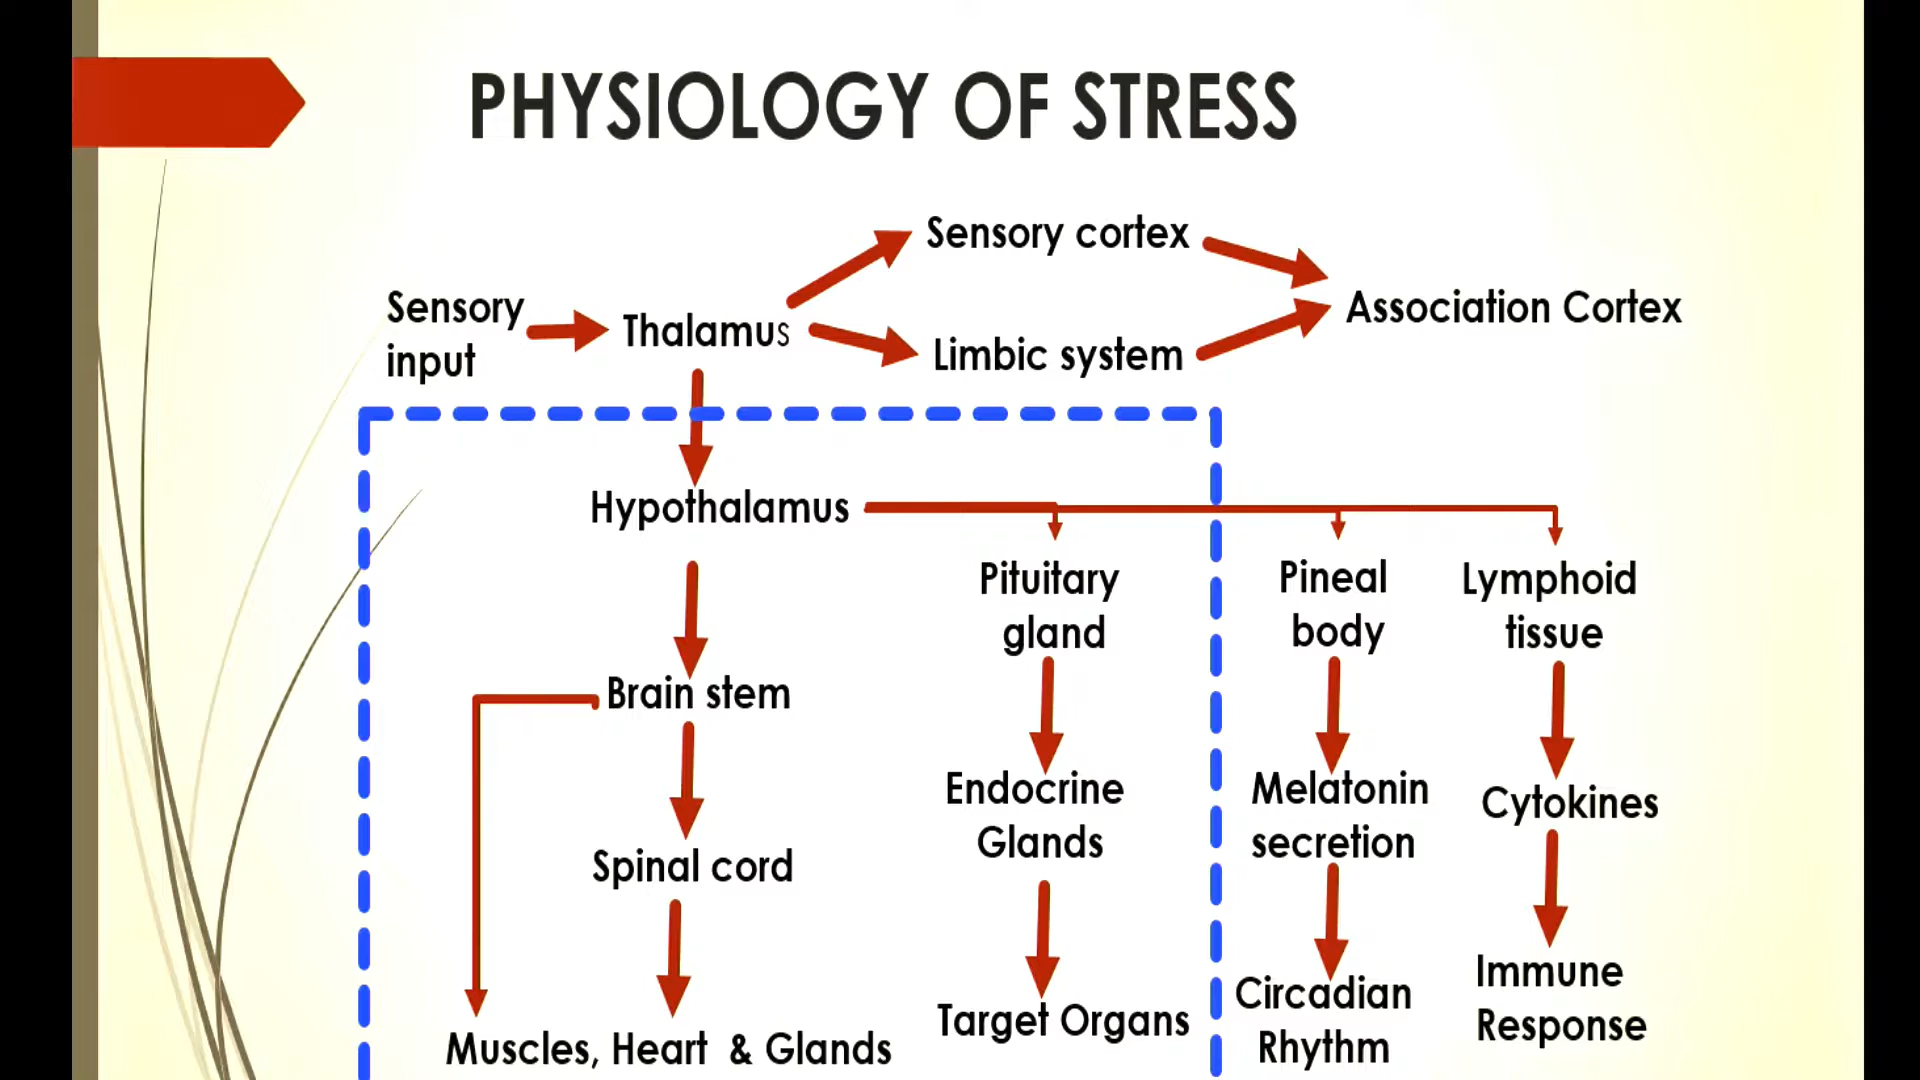 PHYSIOLOGY OF STRESS
Sensory cortex
Sensory
input
Thalamus
Limbic system
Association Cortex
Hypothalamus
Pituitary
gland
Pineal
body
Lymphoid
tissue
Brain stem
Endocrine
Glands
Melatonin
secretion
Cytokines
Spinal cord
Target Organs
Circadian
Rhythm
Immune
Response
Muscles, Heart & Glands